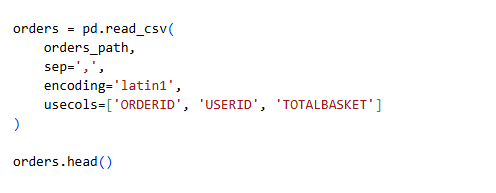 orders = pd.read_csv(
    orders_path,
    sep=',',
    encoding='latin1',
    usecols=['ORDERID', 'USERID', 'TOTALBASKET']
)

orders.head()